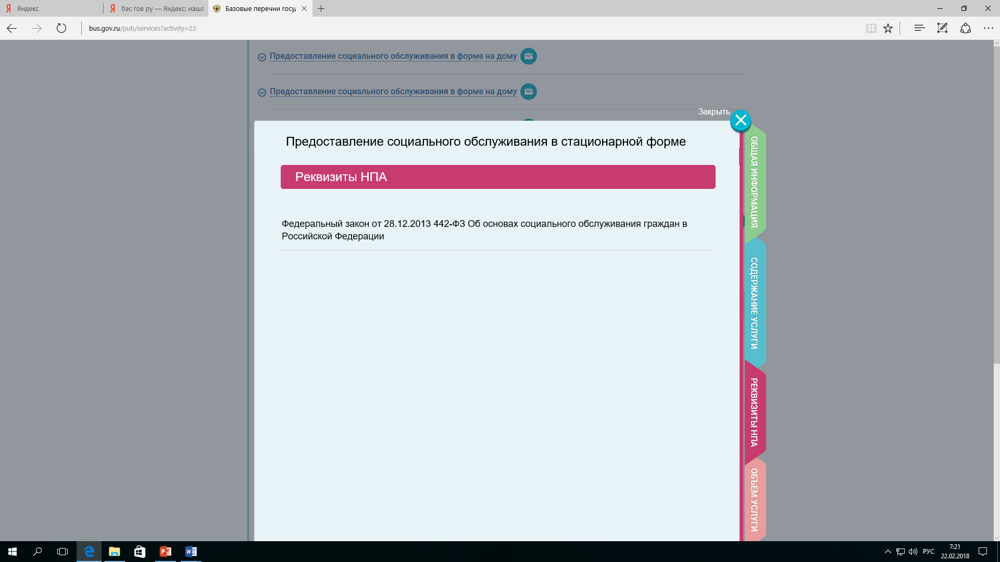 Яндекс
бас гов ру — Яндекс: нашл
Базовые перечни госу
bus.gov.ru/pub/services?activity=22
Предоставление социального обслуживания в форме на дому
Предоставление социального обслуживания в форме на дому
Закрыть
Предоставление социального обслуживания в стационарной форме
Реквизиты НПА
Федеральный закон от 28.12.2013 442-ФЗ Об основах социального обслуживания граждан в
Российской Федерации
ОБЩАЯ ИНФОРМАЦИЯ
СОДЕРЖАНИЕ УСЛУГИ
РЕКВИЗИТЫ НПА
ОБЪЕМ УСЛУГИ
РУС
7:21
22.02.2018